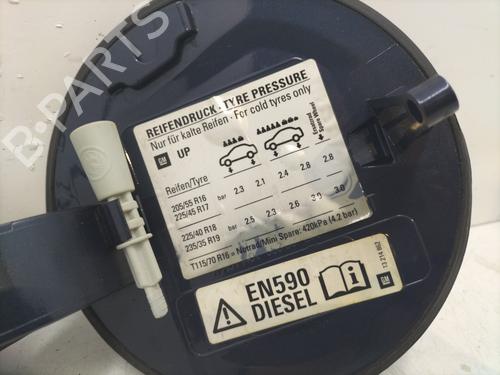 B-PARTS
REIFENDRUCK - TYRE PRESSURE
Nur für kalte Reifen - For cold tyres only
GM UP
Ersatzrad
Spare Wheel
Reifen/Tyre
205/55 R16
225/45 R17 bar 2.3 2.1 2.4 2.8 2.8
225/40 R18
235/35 R19 bar 2.5 2.3 2.6 3.0 3.0
T115/70 R16 = Notrad/Mini Spare: 420kPa (4.2 bar)
EN590
DIESEL
GM